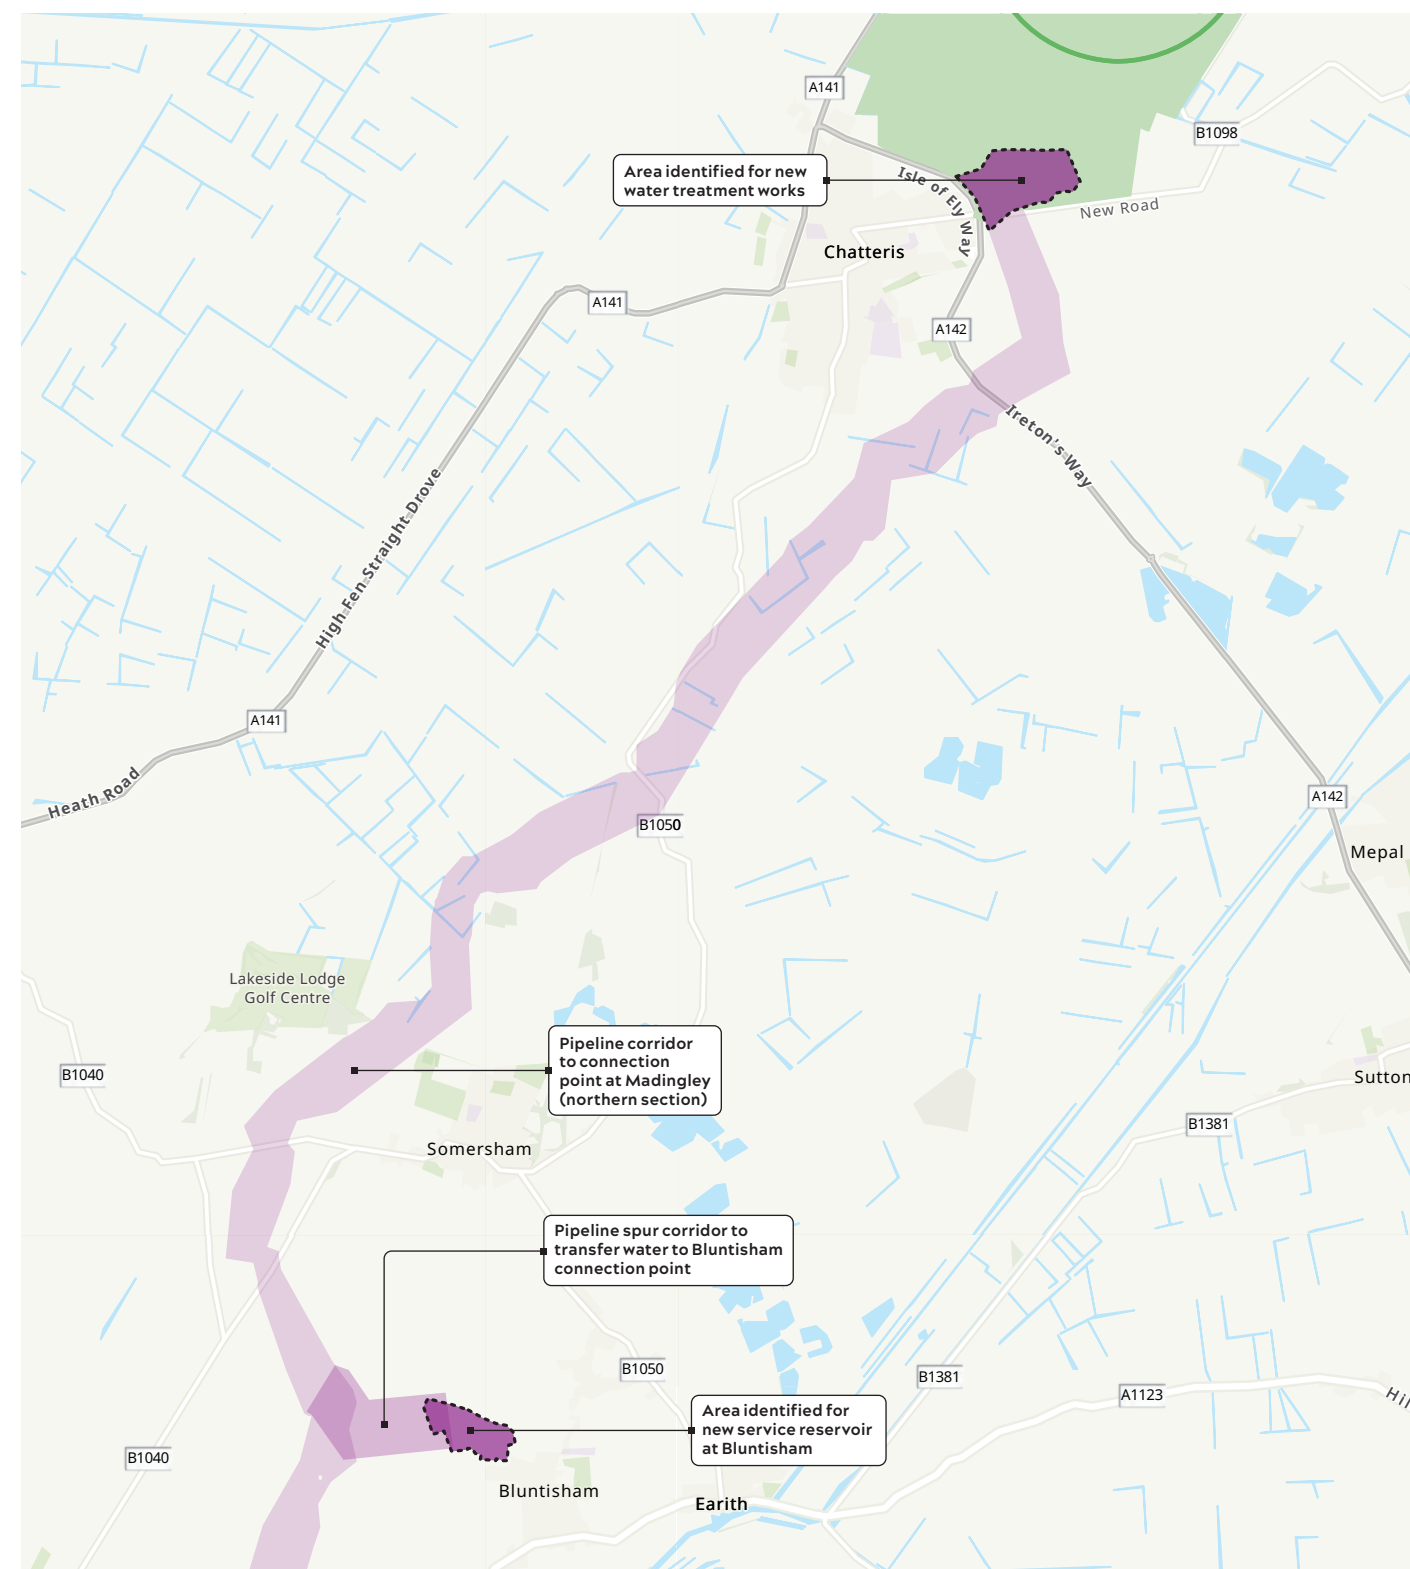 A141
B1098
Area identified for new
water treatment works
Isle of Ely Way
New Road
Chatteris
A141
A142
Ireton's Way
High Fen Straight Drove
A141
Heath Road
A142
B1050
Mepal
Lakeside Lodge
Golf Centre
Pipeline corridor
to connection
point at Madingley
(northern section)
B1040
Sutton
B1381
Somersham
Pipeline spur corridor to
transfer water to Bluntisham
connection point
B1050
B1381
A1123
Hil
Area identified for
new service reservoir
at Bluntisham
B1040
Bluntisham
Earith